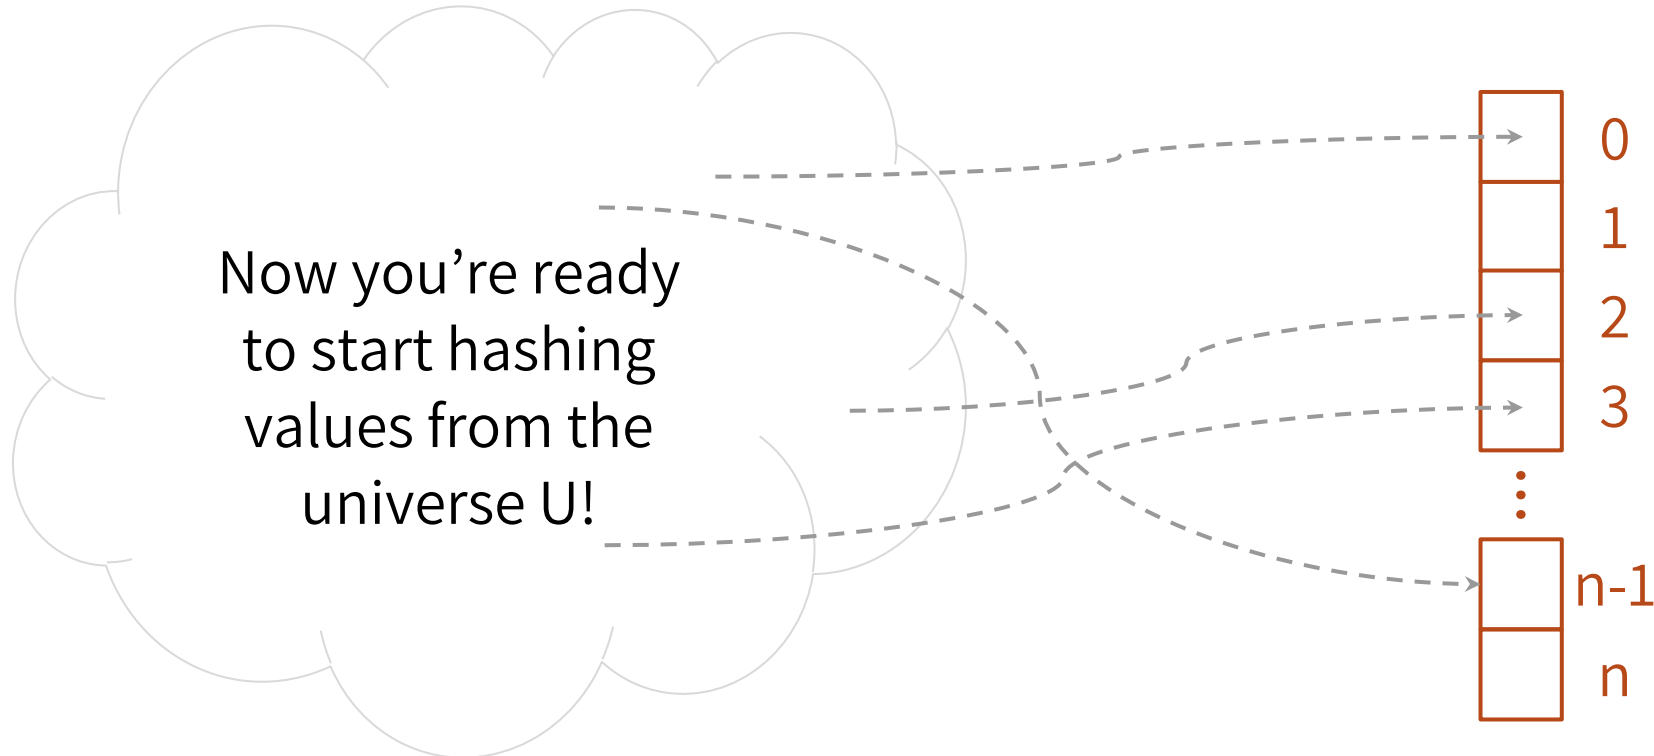 Now you’re ready
to start hashing
values from the
universe U!
0
1
2
3
n-1
n